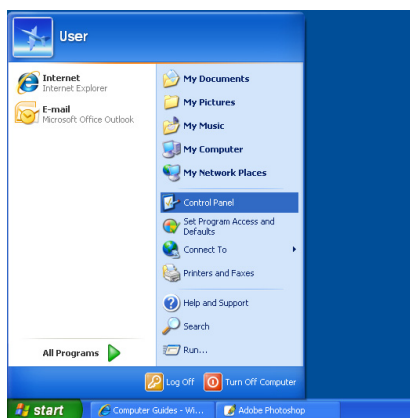 User
Internet
Internet Explorer
E-mail
Microsoft Office Outlook
All Programs
My Documents
My Pictures
My Music
My Computer
My Network Places
Control Panel
Set Program Access and
Defaults
Connect To
Printers and Faxes
Help and Support
Search
Run...
Log Off
Turn Off Computer
start
Computer Guides - Wi...
Adobe Photoshop